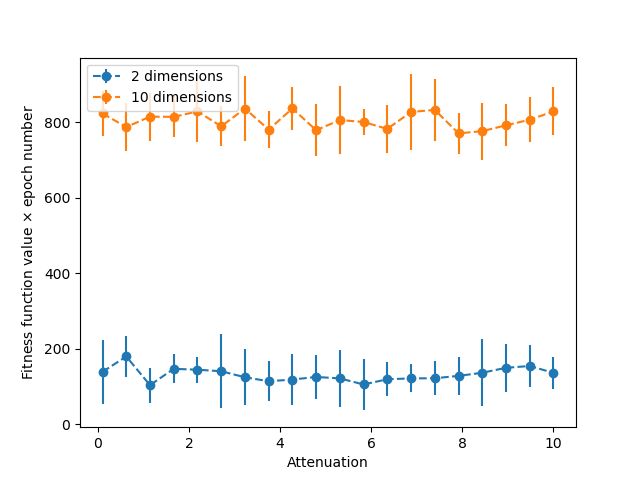 2 dimensions
10 dimensions
800
600
400
200
0
0 2 4 6 8 10
Attenuation
Fitness function value × epoch number